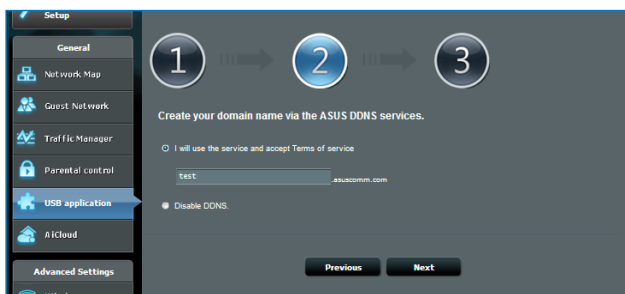 Setup
General
Network Map
Guest Network
Traffic Manager
Parental control
USB application
AiCloud
Advanced Settings
1
2
3
Create your domain name via the ASUS DDNS services.
I will use the service and accept Terms of service
test .asuscomm.com
Disable DDNS.
Previous Next